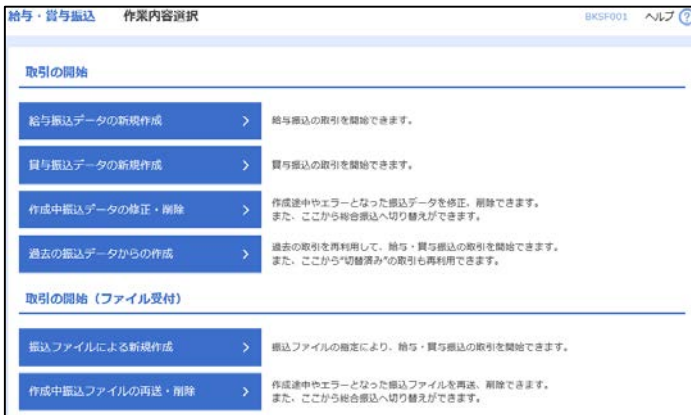 給与・賞与振込 作業内容選択 BKSF001 ヘルプ ?
取引の開始
給与振込データの新規作成 > 給与振込の取引を開始できます。
賞与振込データの新規作成 > 賞与振込の取引を開始できます。
作成中振込データの修正・削除 > 作成途中やエラーとなった振込データを修正、削除できます。
また、ここから総合振込へ切り替えができます。
過去の振込データからの作成 > 過去の取引を再利用して、給与・賞与振込の取引を開始できます。
また、ここから"切替済み"の取引も再利用できます。
取引の開始（ファイル受付）
振込ファイルによる新規作成 > 振込ファイルの指定により、給与・賞与振込の取引を開始できます。
作成中振込ファイルの再送・削除 > 作成途中やエラーとなった振込ファイルを再送、削除できます。
また、ここから総合振込へ切り替えができます。